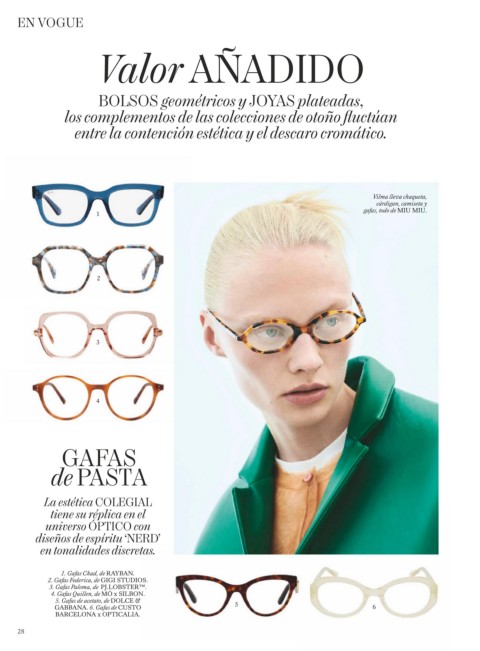 EN VOGUE
Valor AÑADIDO
BOLSOS geométricos y JOYAS plateadas,
los complementos de las colecciones de otoño fluctúan
entre la contención estética y el descaro cromático.
Vilma lleva chaqueta,
cárdigan, camiseta y
gafas, todo de MIU MIU.
1
2
3
4
GAFAS
de PASTA
La estética COLEGIAL
tiene su réplica en el
universo ÓPTICO con
diseños de espíritu 'NERD'
en tonalidades discretas.
1. Gafas Chad, de RAYBAN.
2. Gafas Federica, de GIGI STUDIOS.
3. Gafas Paloma, de PJ.LOBSTER™.
4. Gafas Quillen, de MÓ x SILBON.
5. Gafas de acetato, de DOLCE &
GABBANA. 6. Gafas de CUSTO
BARCELONA x OPTICALIA.
5
6
28